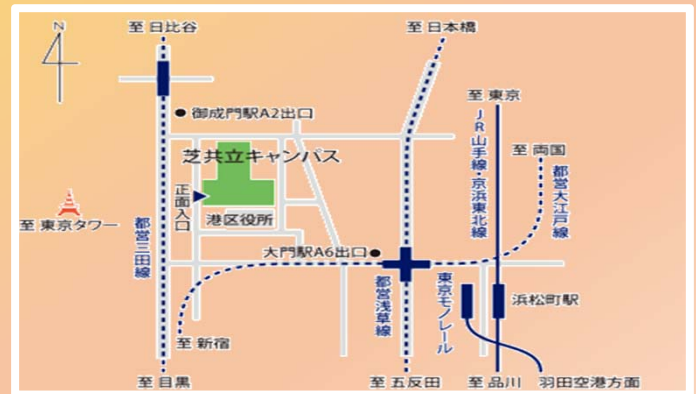 N
至 日比谷
至 日本橋
至 東京
御成門駅A2出口
JR山手線・京浜東北線
至 両国
芝共立キャンパス
都営大江戸線
正面入口
港区役所
至 東京タワー
都営三田線
大門駅A6出口
都営浅草線
東京モノレール
浜松町駅
至 新宿
至 目黒
至 五反田
至 品川
羽田空港方面